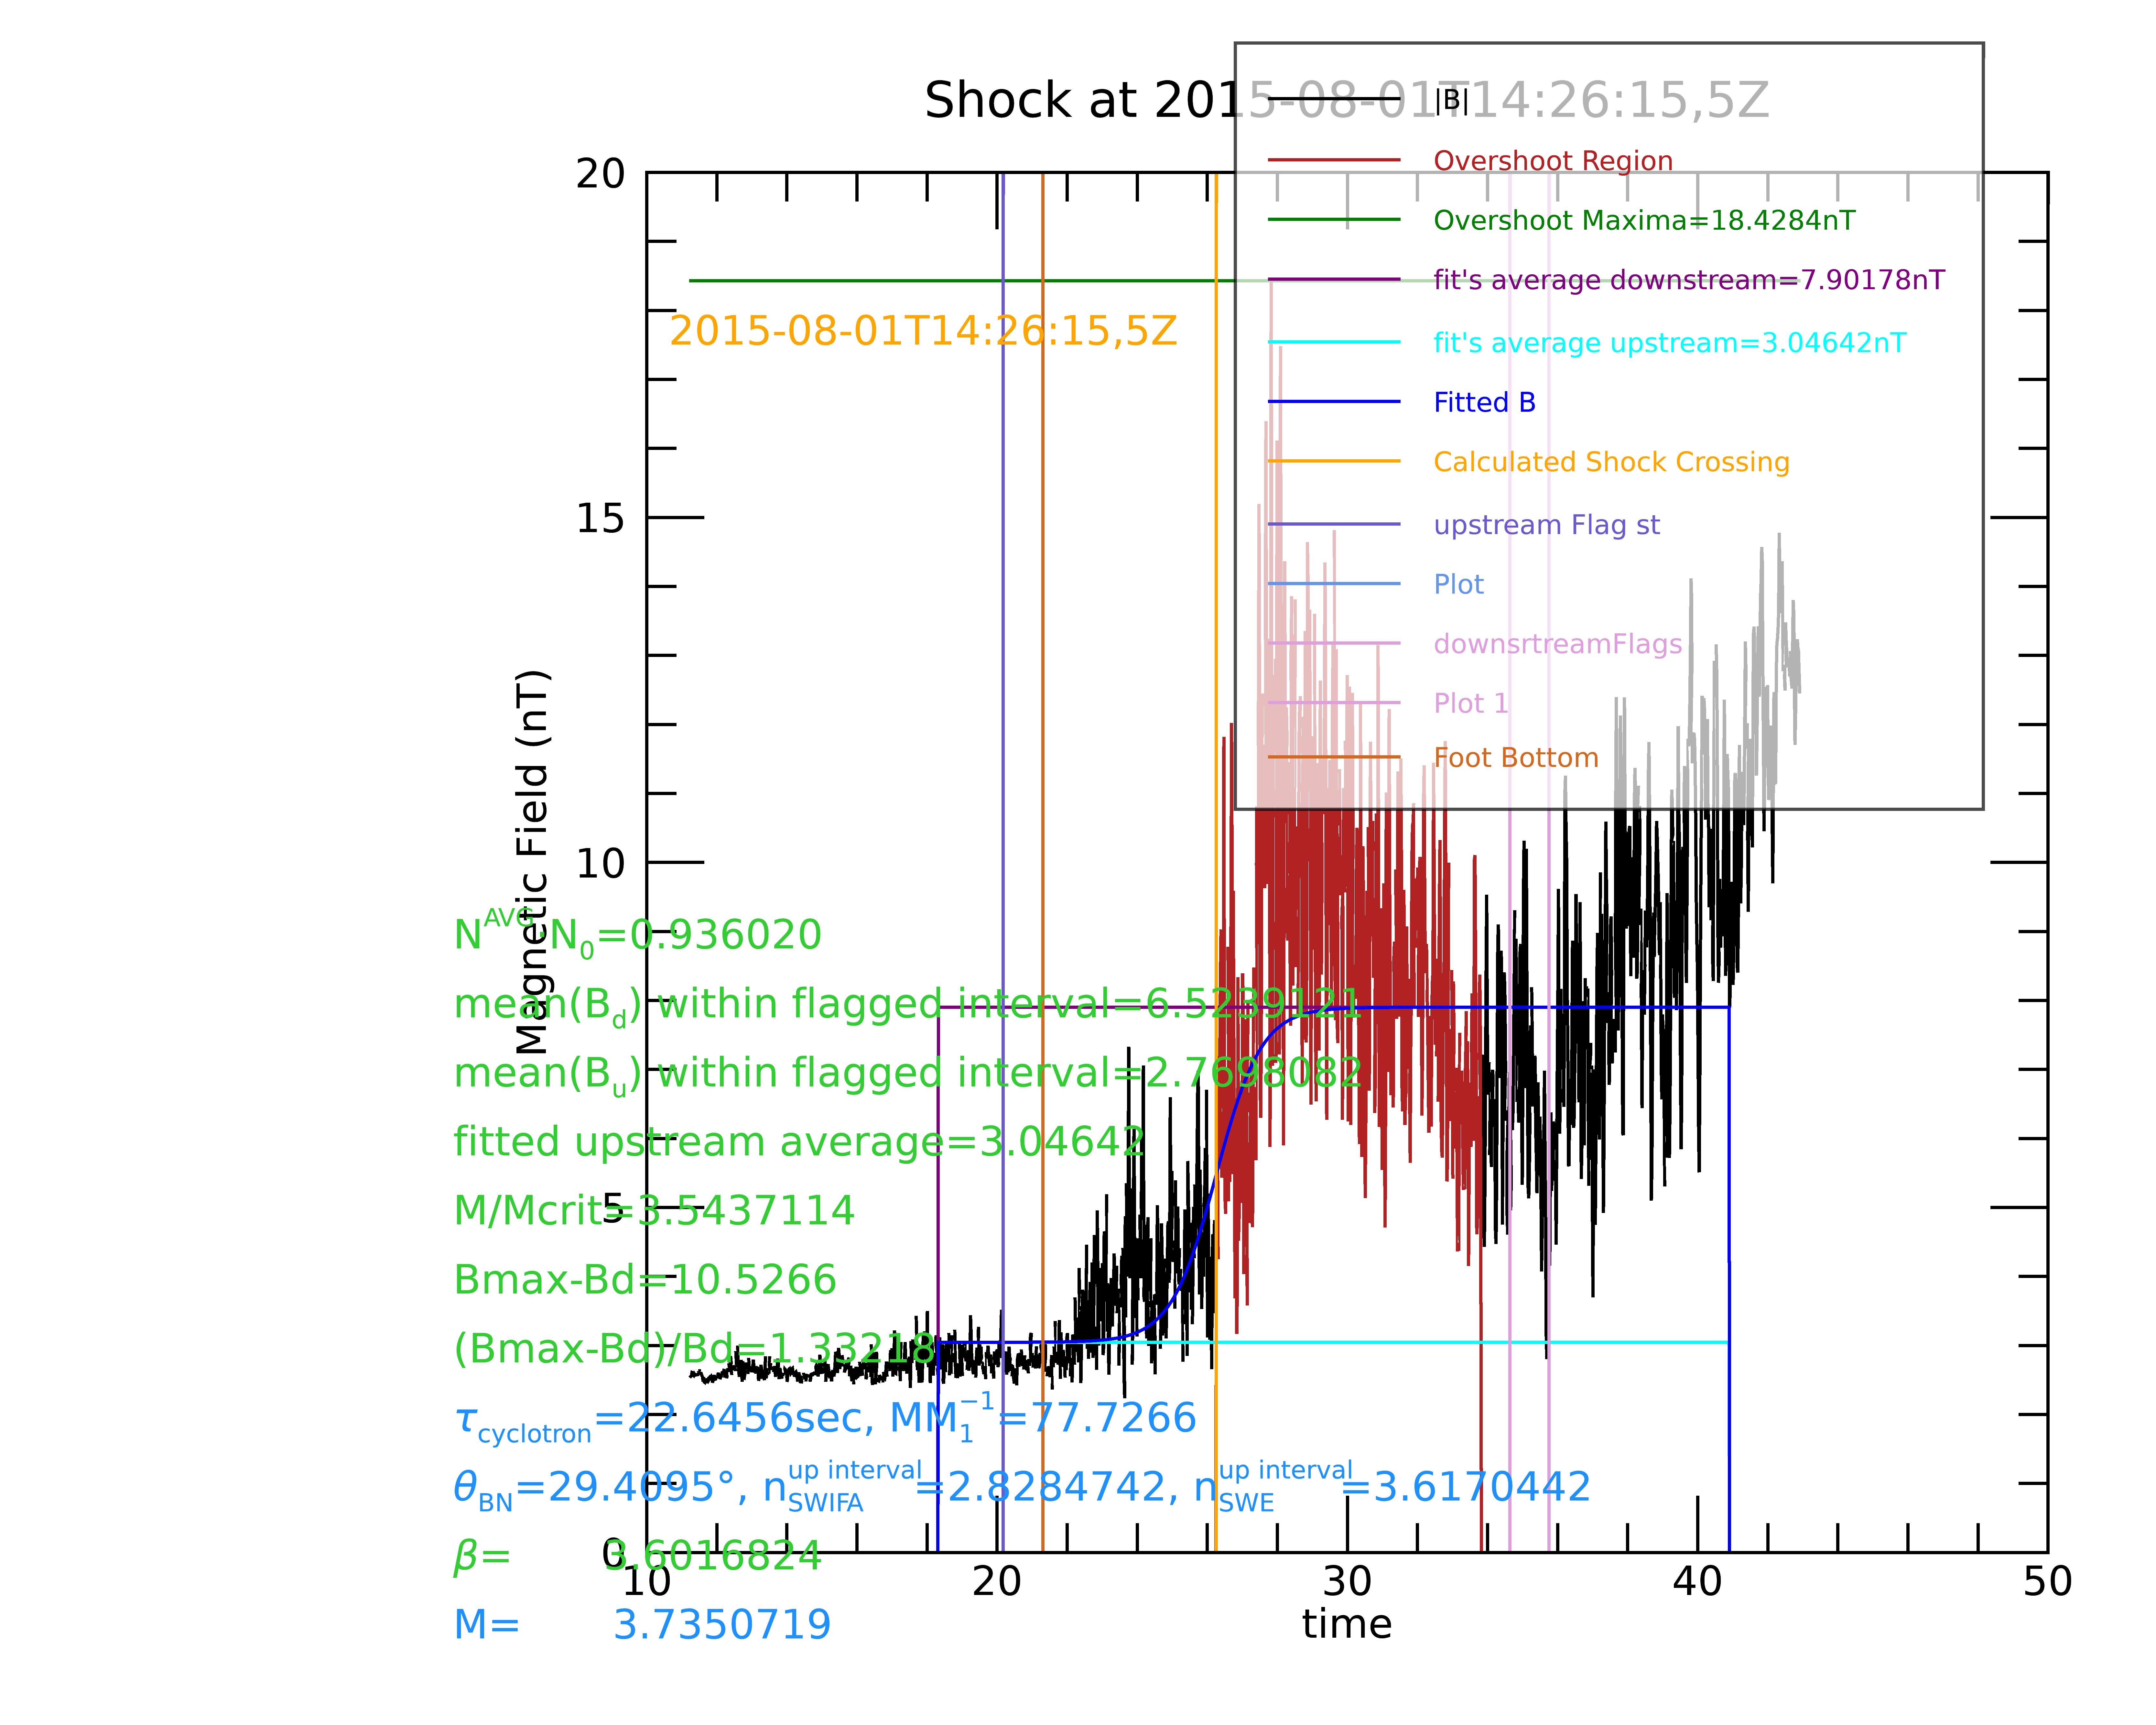 Shock at 2015-08-01T14:26:15,5Z
|B|
Overshoot Region
Overshoot Maxima=18.4284nT
fit's average downstream=7.90178nT
fit's average upstream=3.04642nT
Fitted B
Calculated Shock Crossing
upstream Flag st
Plot
downsrtreamFlags
Plot 1
Foot Bottom
2015-08-01T14:26:15,5Z
20
15
10
5
0
Magnetic Field (nT)
N^AVG·N_0=0.936020
mean(B_d) within flagged interval=6.5239121
mean(B_u) within flagged interval=2.7698082
fitted upstream average=3.04642
M/Mcrit=3.5437114
Bmax-Bd=10.5266
(Bmax-Bd)/Bd=1.33218
τ_cyclotron=22.6456sec, MM_1^−1=77.7266
θ_BN=29.4095°, n_SWIFA^up interval=2.8284742, n_SWE^up interval=3.6170442
β= 3.6016824
M= 3.7350719
10 20 30 40 50
time